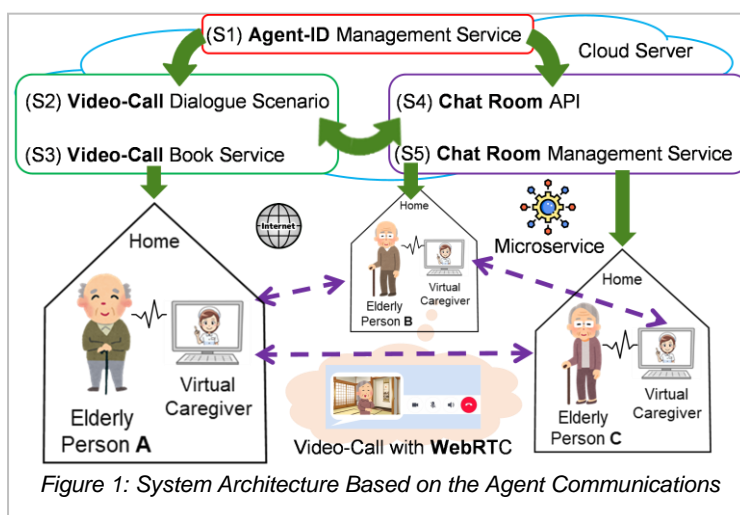 (S1) Agent-ID Management Service
Cloud Server
(S2) Video-Call Dialogue Scenario
(S4) Chat Room API
(S3) Video-Call Book Service
(S5) Chat Room Management Service
Home
Internet
Home
Microservice
Home
Elderly
Person B
Virtual
Caregiver
Elderly
Person A
Virtual
Caregiver
Elderly
Person C
Virtual
Caregiver
Video-Call with WebRTC
Figure 1: System Architecture Based on the Agent Communications